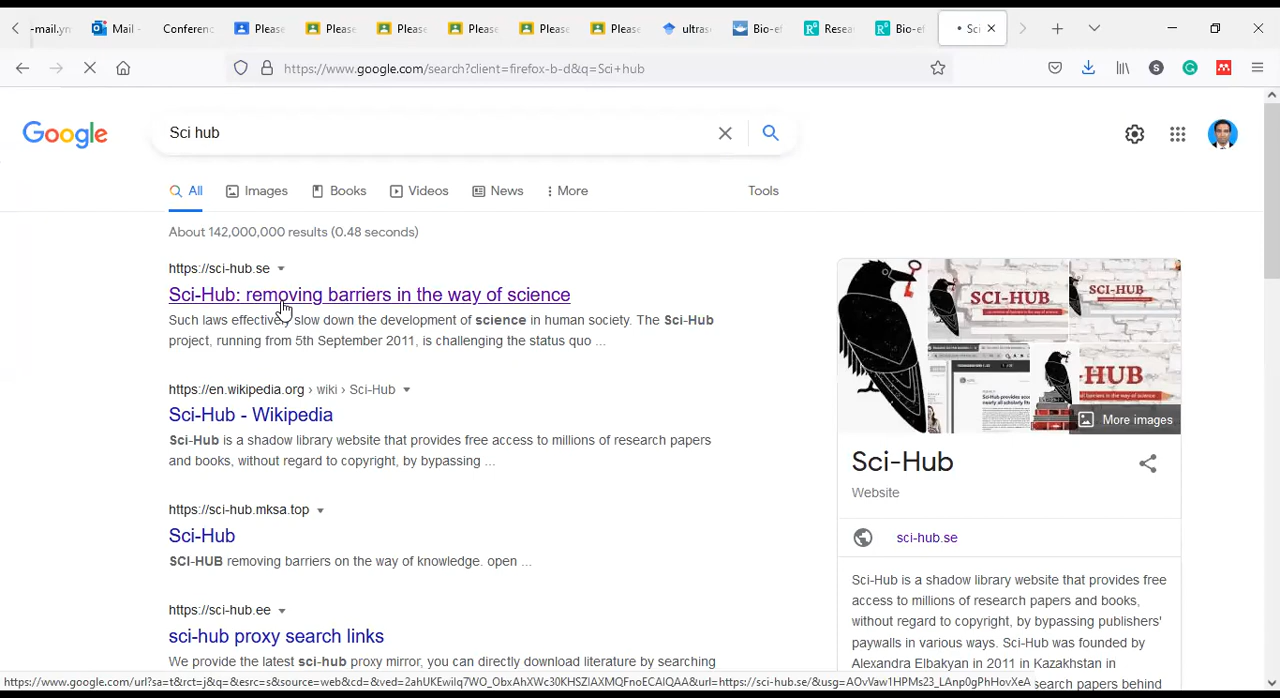 -mail.yn
Mail -
Conferenc
Please
Please
Please
Please
Please
Please
ultras
Bio-ef
Resea
Bio-ef
Sci
https://www.google.com/search?client=firefox-b-d&q=Sci+hub
Google
Sci hub
All
Images
Books
Videos
News
More
Tools
About 142,000,000 results (0.48 seconds)
https://sci-hub.se
Sci-Hub: removing barriers in the way of science
Such laws effectively slow down the development of science in human society. The Sci-Hub
project, running from 5th September 2011, is challenging the status quo ...
https://en.wikipedia.org › wiki › Sci-Hub
Sci-Hub - Wikipedia
Sci-Hub is a shadow library website that provides free access to millions of research papers
and books, without regard to copyright, by bypassing ...
https://sci-hub.mksa.top
Sci-Hub
SCI-HUB removing barriers on the way of knowledge. open ...
https://sci-hub.ee
sci-hub proxy search links
We provide the latest sci-hub proxy mirror, you can directly download literature by searching
SCI-HUB
SCI-HUB
-HUB
More images
Sci-Hub
Website
sci-hub.se
Sci-Hub is a shadow library website that provides free
access to millions of research papers and books,
without regard to copyright, by bypassing publishers'
paywalls in various ways. Sci-Hub was founded by
Alexandra Elbakyan in 2011 in Kazakhstan in
search papers behind